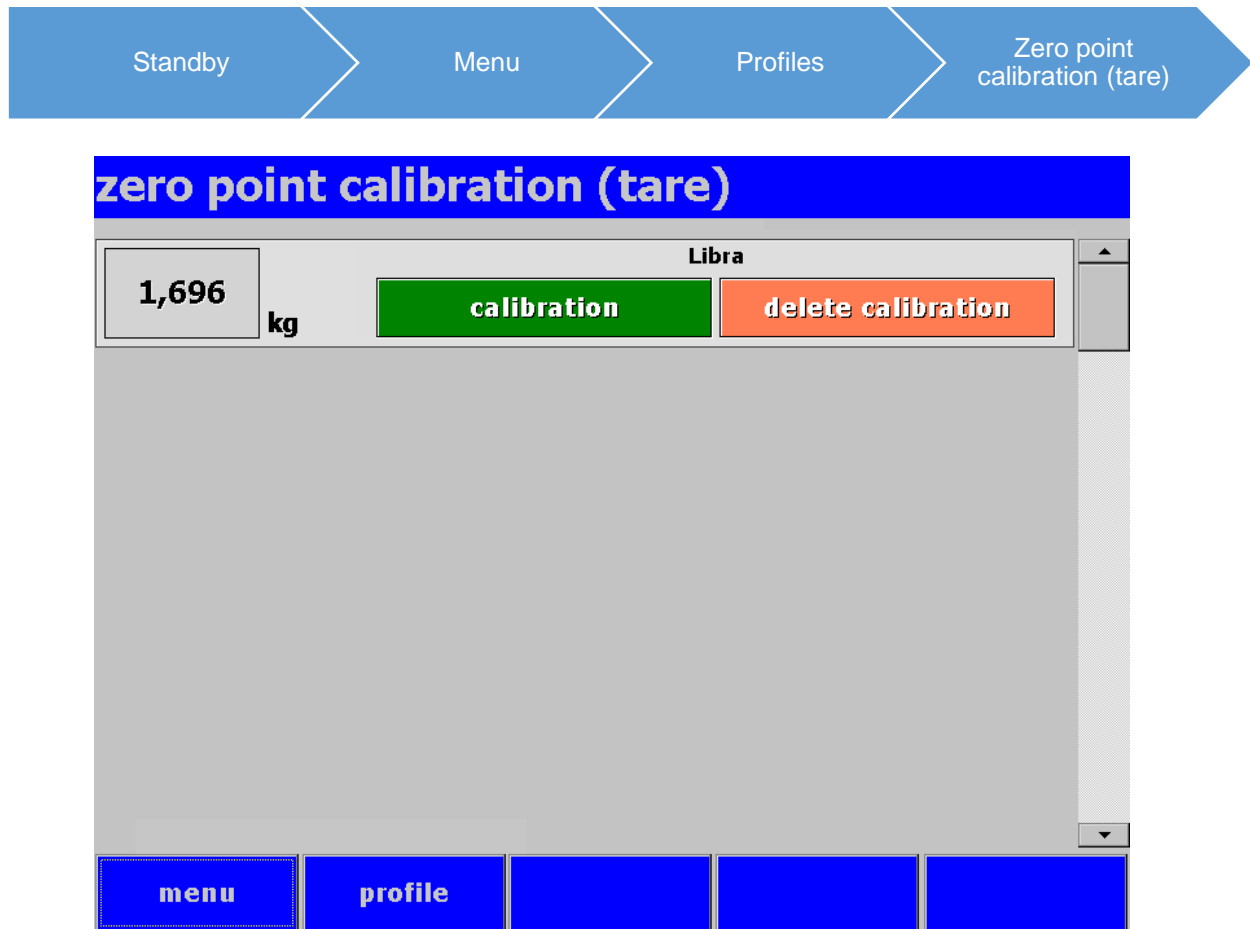 Standby
Menu
Profiles
Zero point
calibration (tare)
zero point calibration (tare)
Libra
1,696
kg
calibration
delete calibration
menu
profile